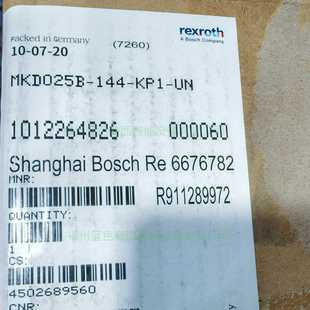 Packed in Germany
10-07-20 (7260)
rexroth
A Bosch Company
MKD025B-144-KP1-UN
1012264826 000060
Shanghai Bosch Re 6676782
MNR:
R911289972
QUANTITY:
1
CS:
4502689560
CNR: